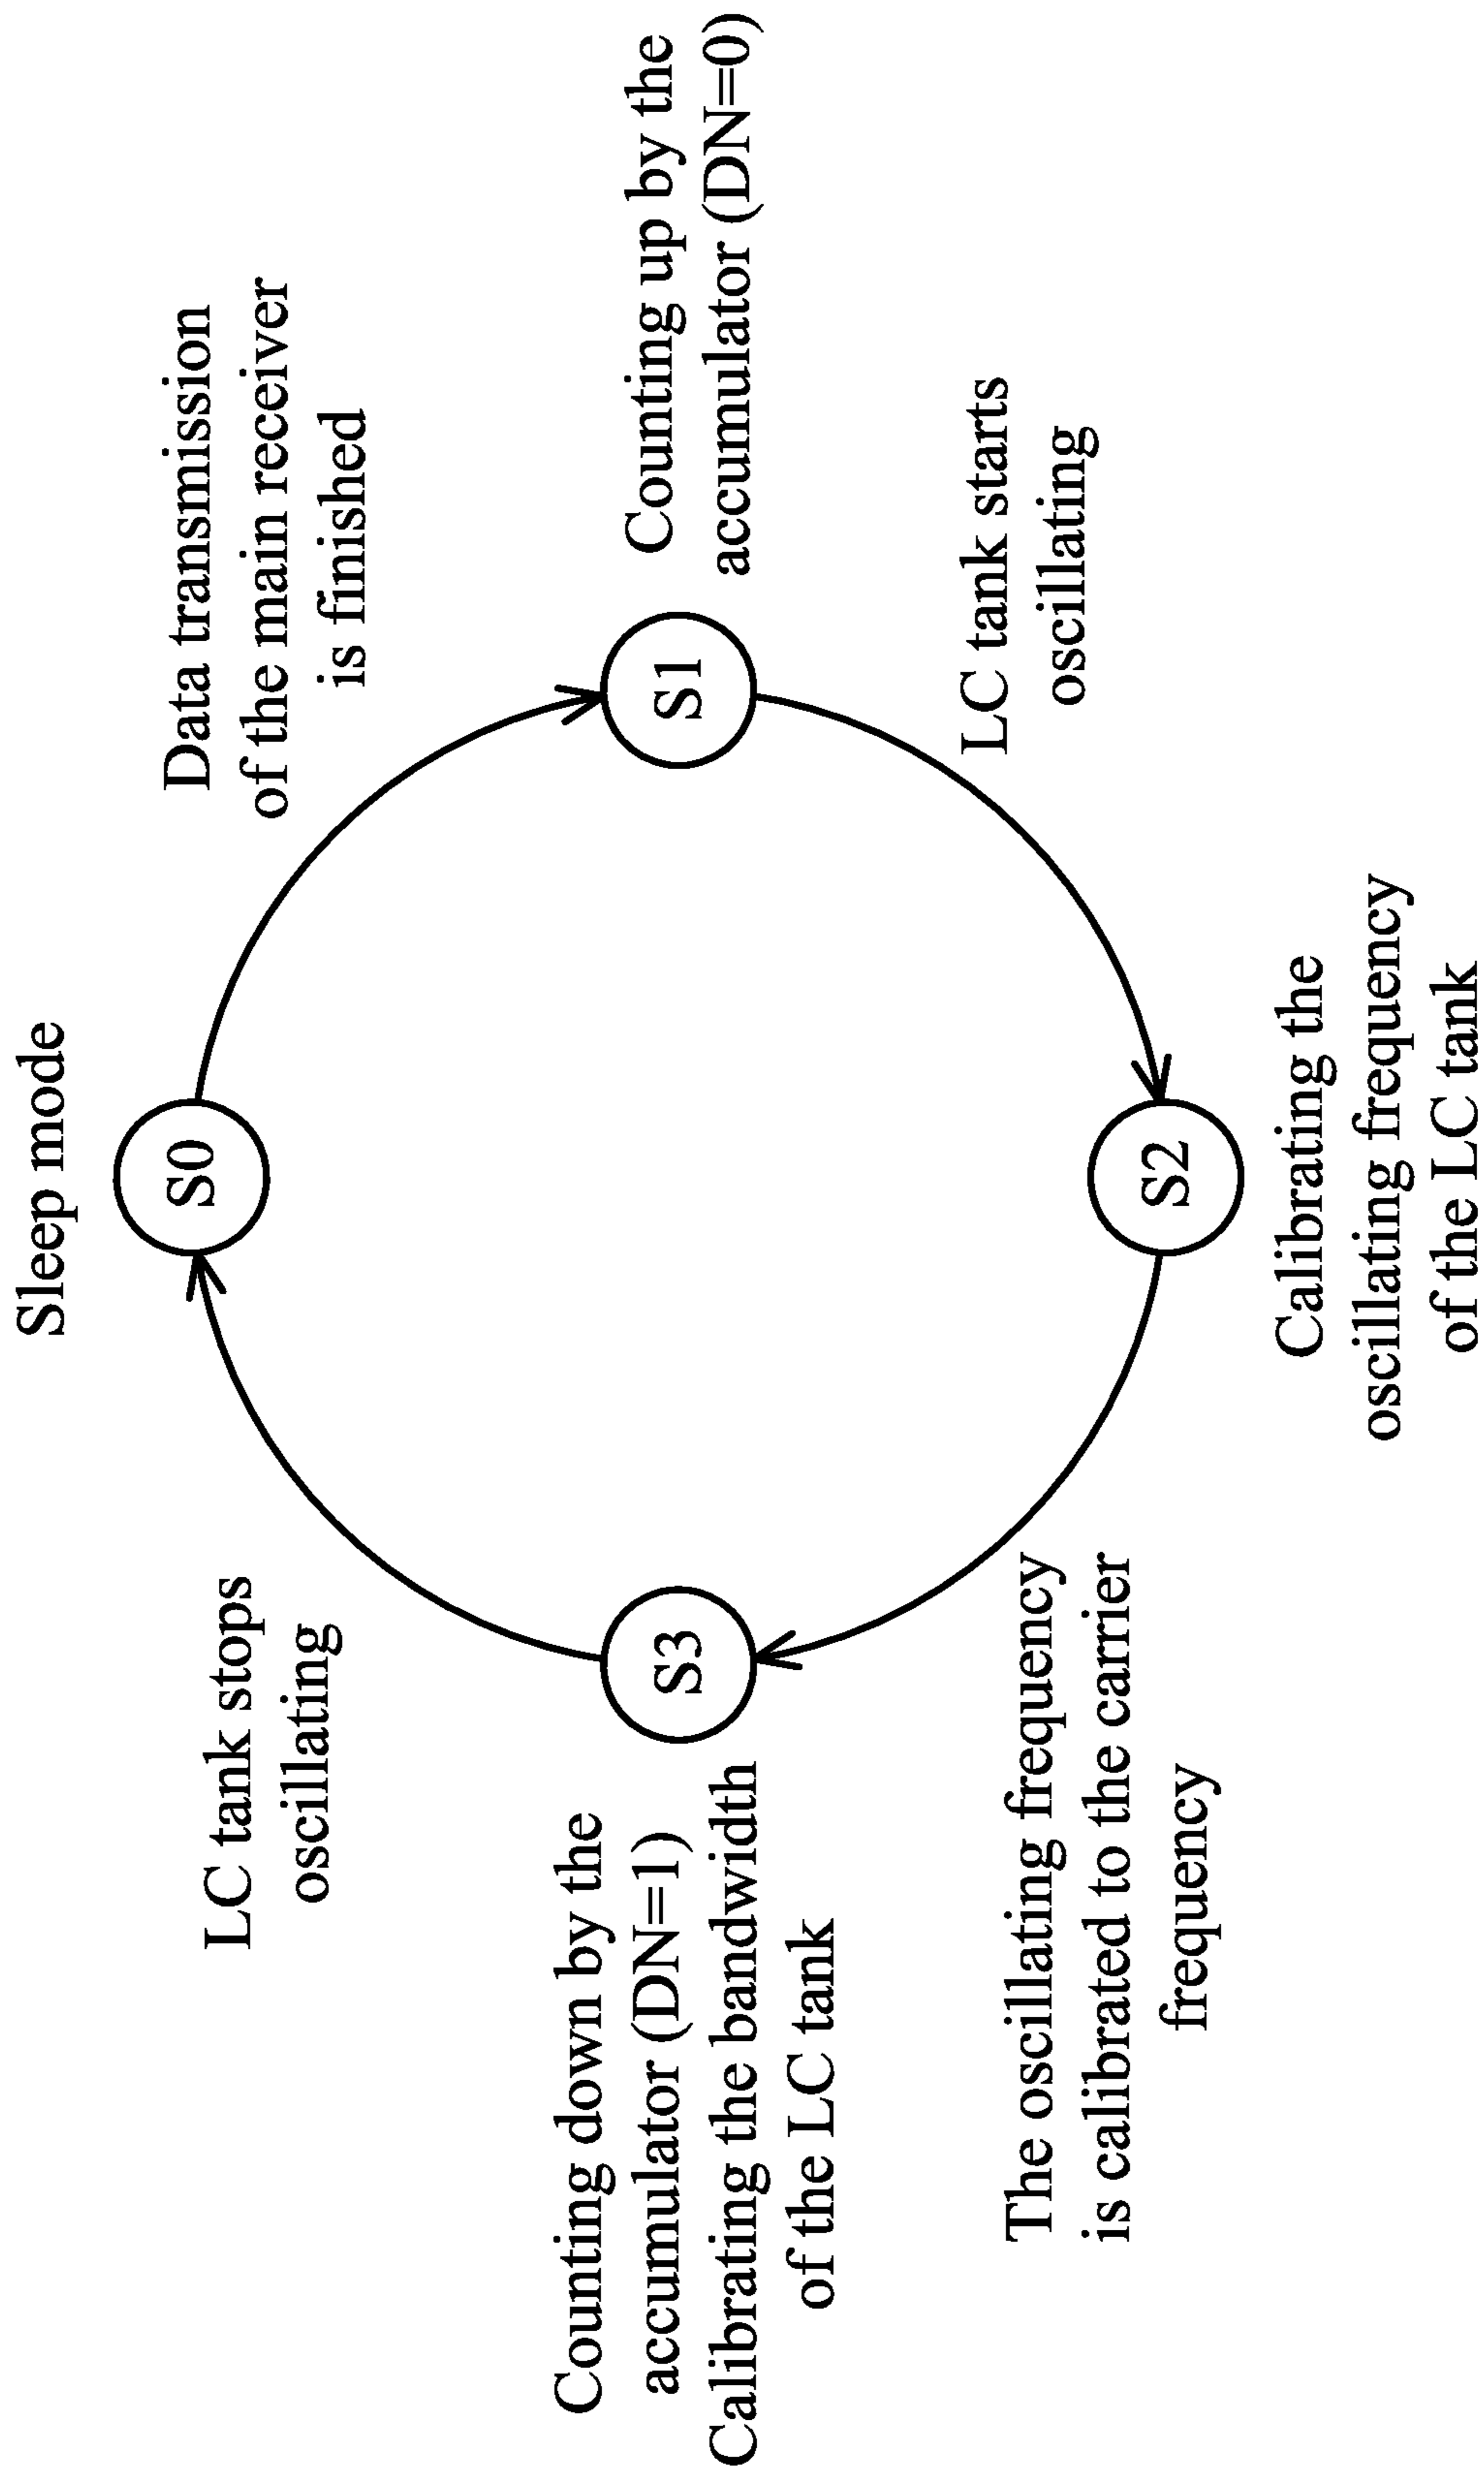 Sleep mode
S0
Data transmission
of the main receiver
is finished
S1
Counting up by the
accumulator (DN=0)
LC tank starts
oscillating
S2
Calibrating the
oscillating frequency
of the LC tank
The oscillating frequency
is calibrated to the carrier
frequency
S3
Counting down by the
accumulator (DN=1)
Calibrating the bandwidth
of the LC tank
LC tank stops
oscillating